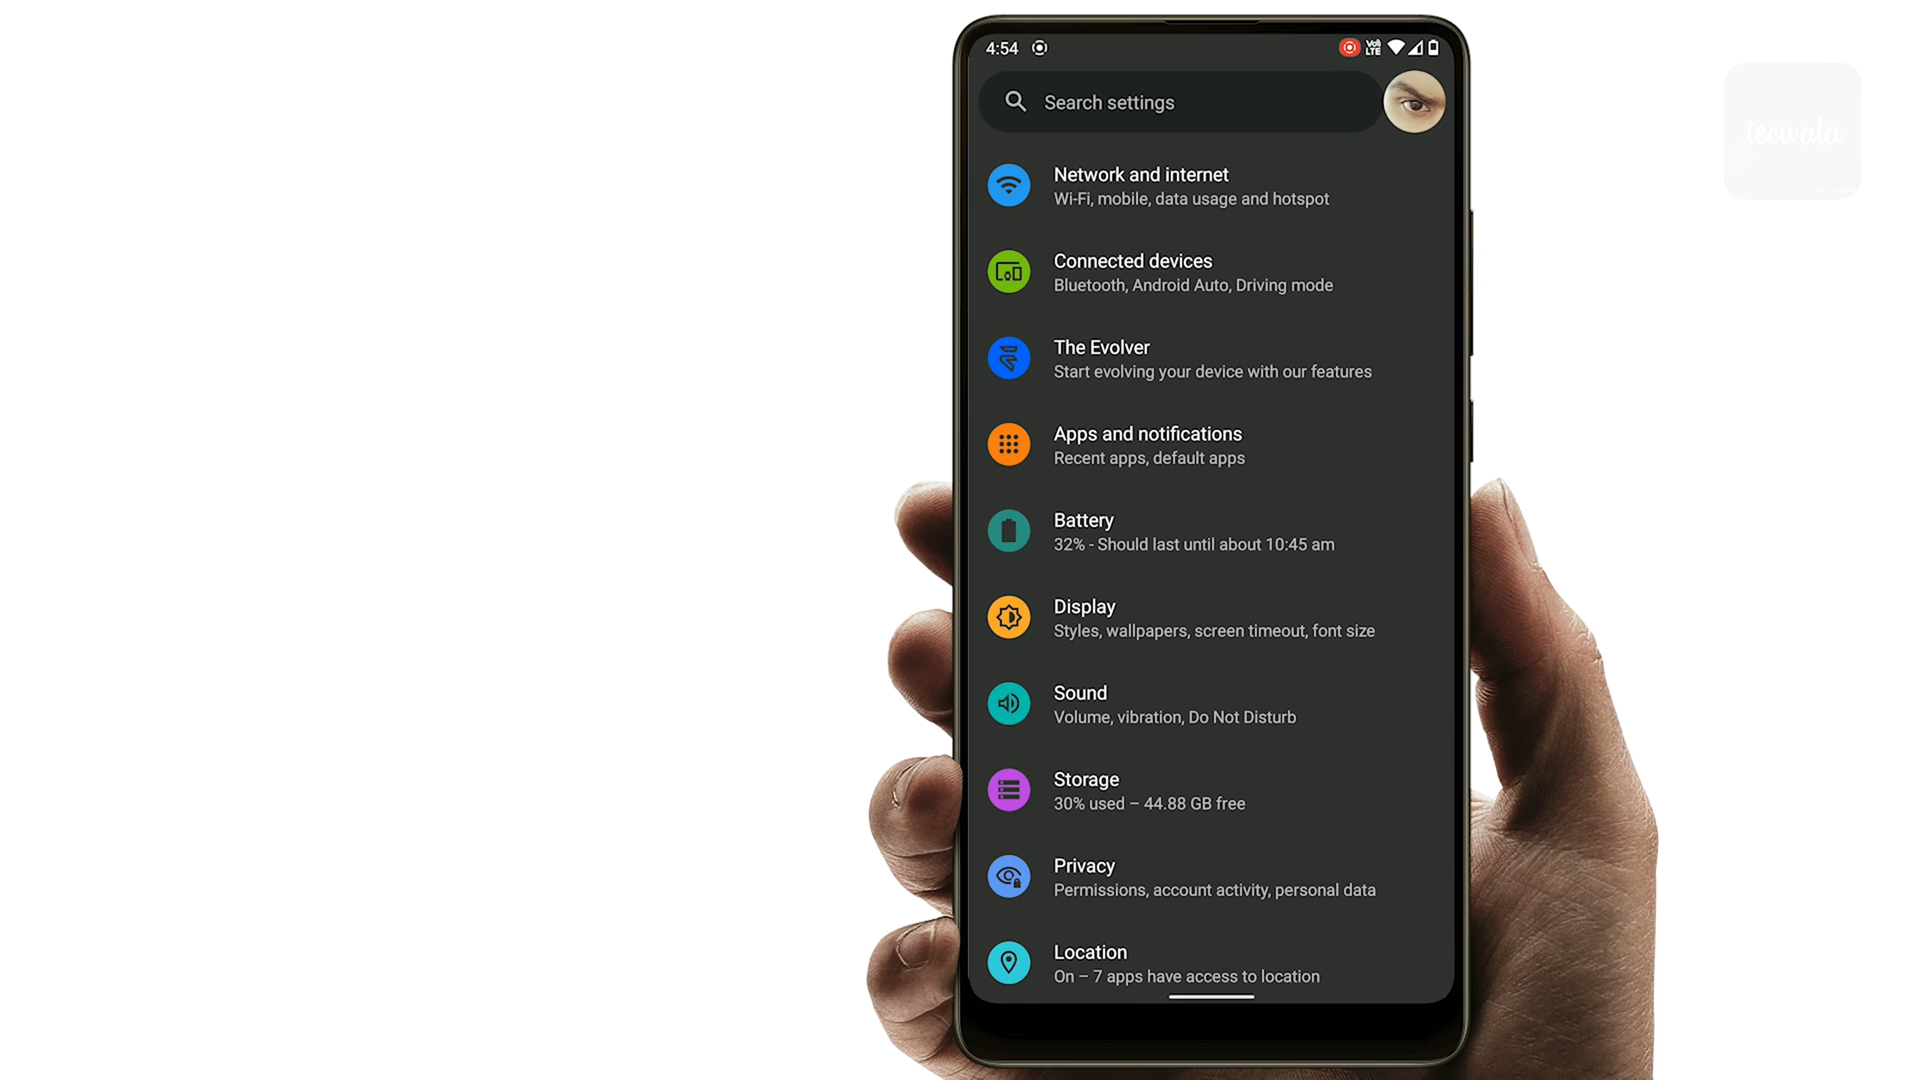 4:54
Vo)
LTE
Search settings
teewala
Network and internet
Wi-Fi, mobile, data usage and hotspot
Connected devices
Bluetooth, Android Auto, Driving mode
The Evolver
Start evolving your device with our features
Apps and notifications
Recent apps, default apps
Battery
32% - Should last until about 10:45 am
Display
Styles, wallpapers, screen timeout, font size
Sound
Volume, vibration, Do Not Disturb
Storage
30% used – 44.88 GB free
Privacy
Permissions, account activity, personal data
Location
On – 7 apps have access to location